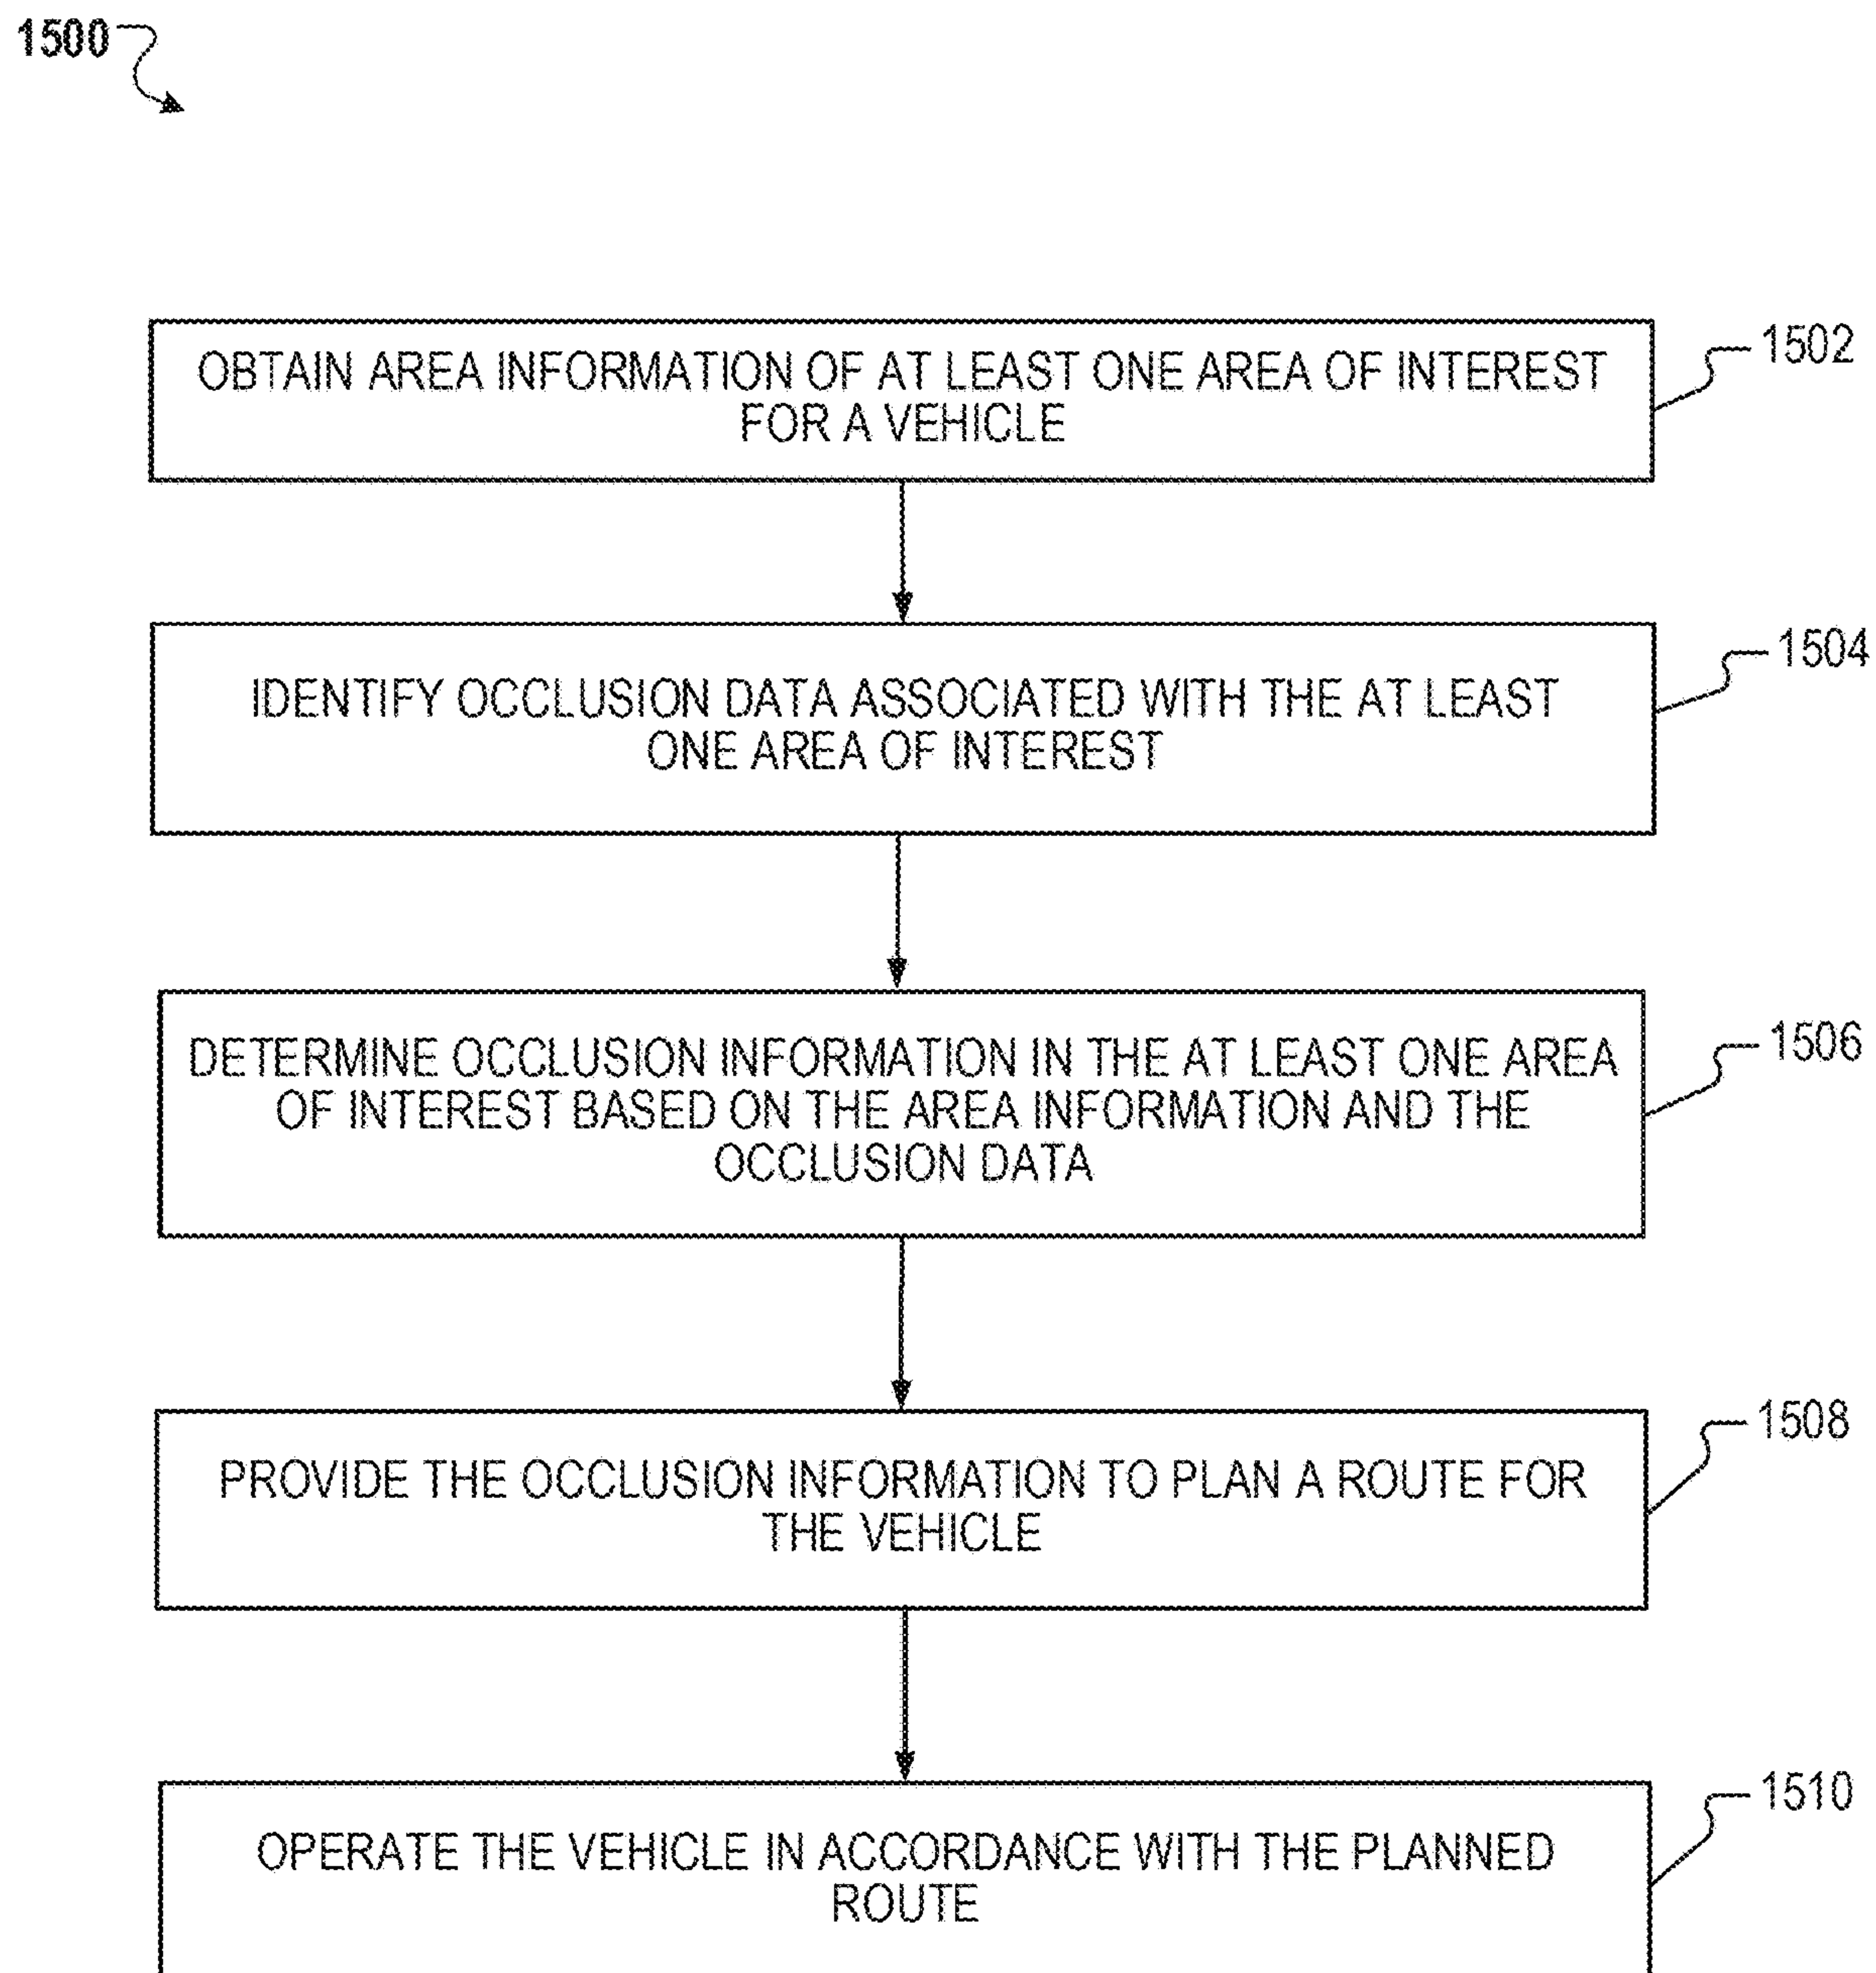 1500
OBTAIN AREA INFORMATION OF AT LEAST ONE AREA OF INTEREST
FOR A VEHICLE
1502
IDENTIFY OCCLUSION DATA ASSOCIATED WITH THE AT LEAST
ONE AREA OF INTEREST
1504
DETERMINE OCCLUSION INFORMATION IN THE AT LEAST ONE AREA
OF INTEREST BASED ON THE AREA INFORMATION AND THE
OCCLUSION DATA
1506
PROVIDE THE OCCLUSION INFORMATION TO PLAN A ROUTE FOR
THE VEHICLE
1508
OPERATE THE VEHICLE IN ACCORDANCE WITH THE PLANNED
ROUTE
1510